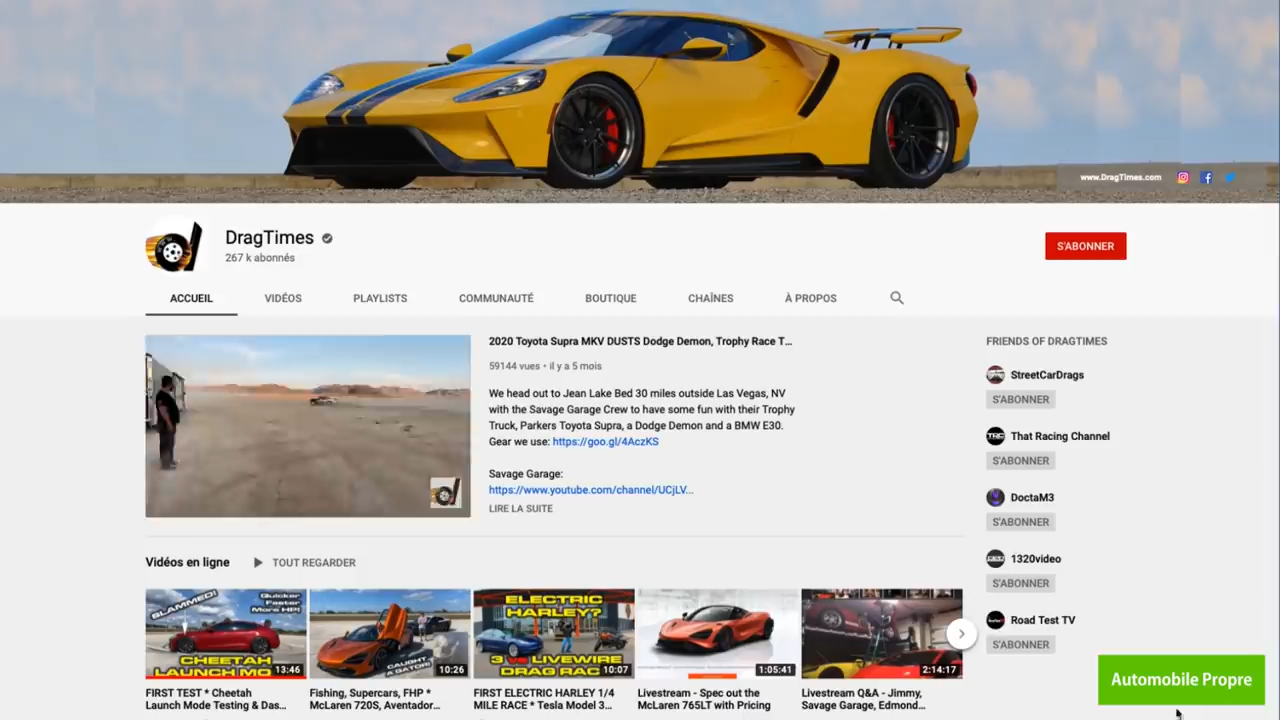 www.DragTimes.com
DragTimes
267 k abonnés
S'ABONNER
ACCUEIL
VIDÉOS
PLAYLISTS
COMMUNAUTÉ
BOUTIQUE
CHAÎNES
À PROPOS
2020 Toyota Supra MKV DUSTS Dodge Demon, Trophy Race T...
59144 vues • il y a 5 mois
We head out to Jean Lake Bed 30 miles outside Las Vegas, NV
with the Savage Garage Crew to have some fun with their Trophy
Truck, Parkers Toyota Supra, a Dodge Demon and a BMW E30.
Gear we use: https://goo.gl/4AczKS
Savage Garage:
https://www.youtube.com/channel/UCjLV...
LIRE LA SUITE
FRIENDS OF DRAGTIMES
StreetCarDrags
S'ABONNER
That Racing Channel
S'ABONNER
DoctaM3
S'ABONNER
1320video
S'ABONNER
Road Test TV
S'ABONNER
Vidéos en ligne
TOUT REGARDER
SLAMMED!
Quicker
Faster
More HP!
CHEETAH
LAUNCH MO
13:46
CAUGHT
A GATOR!
10:26
ELECTRIC
HARLEY?
3 VS LIVEWIRE
DRAG RAC
10:07
1:05:41
2:14:17
FIRST TEST * Cheetah
Launch Mode Testing & Das...
Fishing, Supercars, FHP *
McLaren 720S, Aventador...
FIRST ELECTRIC HARLEY 1/4
MILE RACE * Tesla Model 3...
Livestream - Spec out the
McLaren 765LT with Pricing
Livestream Q&A - Jimmy,
Savage Garage, Edmond...
Automobile Propre